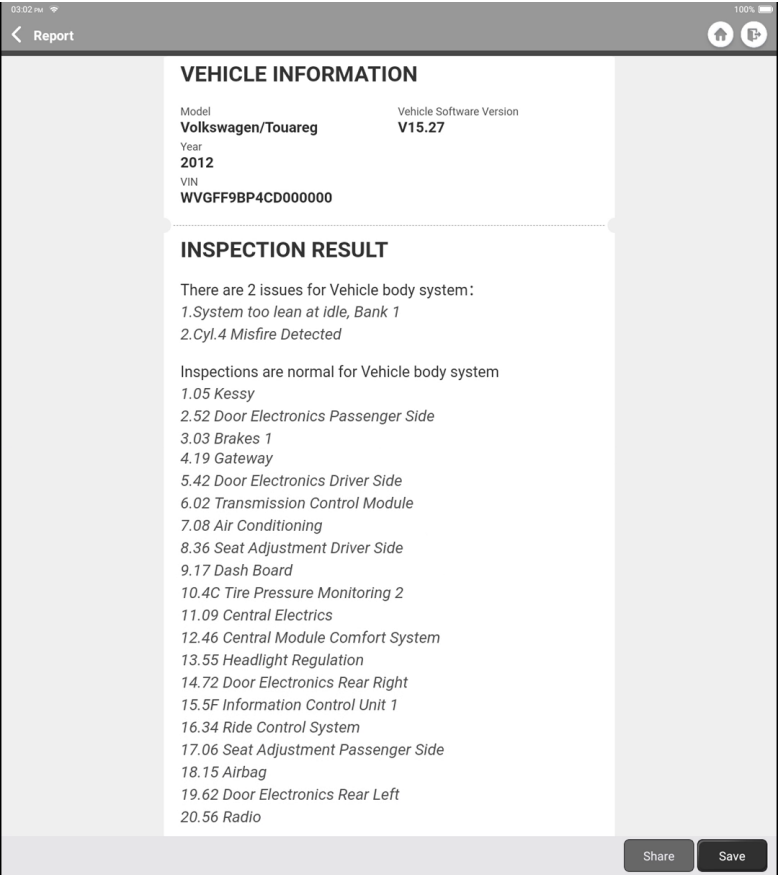 03:02 PM
100%
Report
VEHICLE INFORMATION
Model
Vehicle Software Version
Volkswagen/Touareg
V15.27
Year
2012
VIN
WVGFF9BP4CD000000
INSPECTION RESULT
There are 2 issues for Vehicle body system：
1.System too lean at idle, Bank 1
2.Cyl.4 Misfire Detected
Inspections are normal for Vehicle body system
1.05 Kessy
2.52 Door Electronics Passenger Side
3.03 Brakes 1
4.19 Gateway
5.42 Door Electronics Driver Side
6.02 Transmission Control Module
7.08 Air Conditioning
8.36 Seat Adjustment Driver Side
9.17 Dash Board
10.4C Tire Pressure Monitoring 2
11.09 Central Electrics
12.46 Central Module Comfort System
13.55 Headlight Regulation
14.72 Door Electronics Rear Right
15.5F Information Control Unit 1
16.34 Ride Control System
17.06 Seat Adjustment Passenger Side
18.15 Airbag
19.62 Door Electronics Rear Left
20.56 Radio
Share
Save